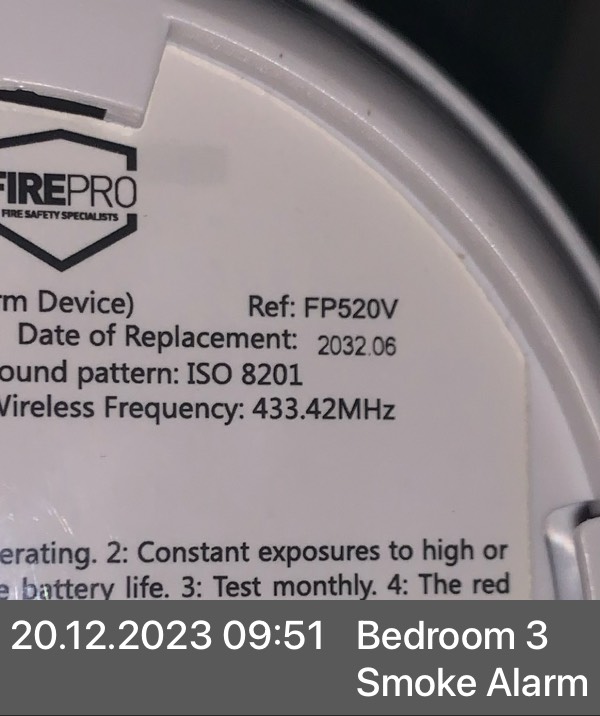 FIREPRO
FIRE SAFETY SPECIALISTS
rm Device) Ref: FP520V
Date of Replacement: 2032.06
ound pattern: ISO 8201
Wireless Frequency: 433.42MHz
erating. 2: Constant exposures to high or
e battery life. 3: Test monthly. 4: The red
20.12.2023 09:51 Bedroom 3
Smoke Alarm